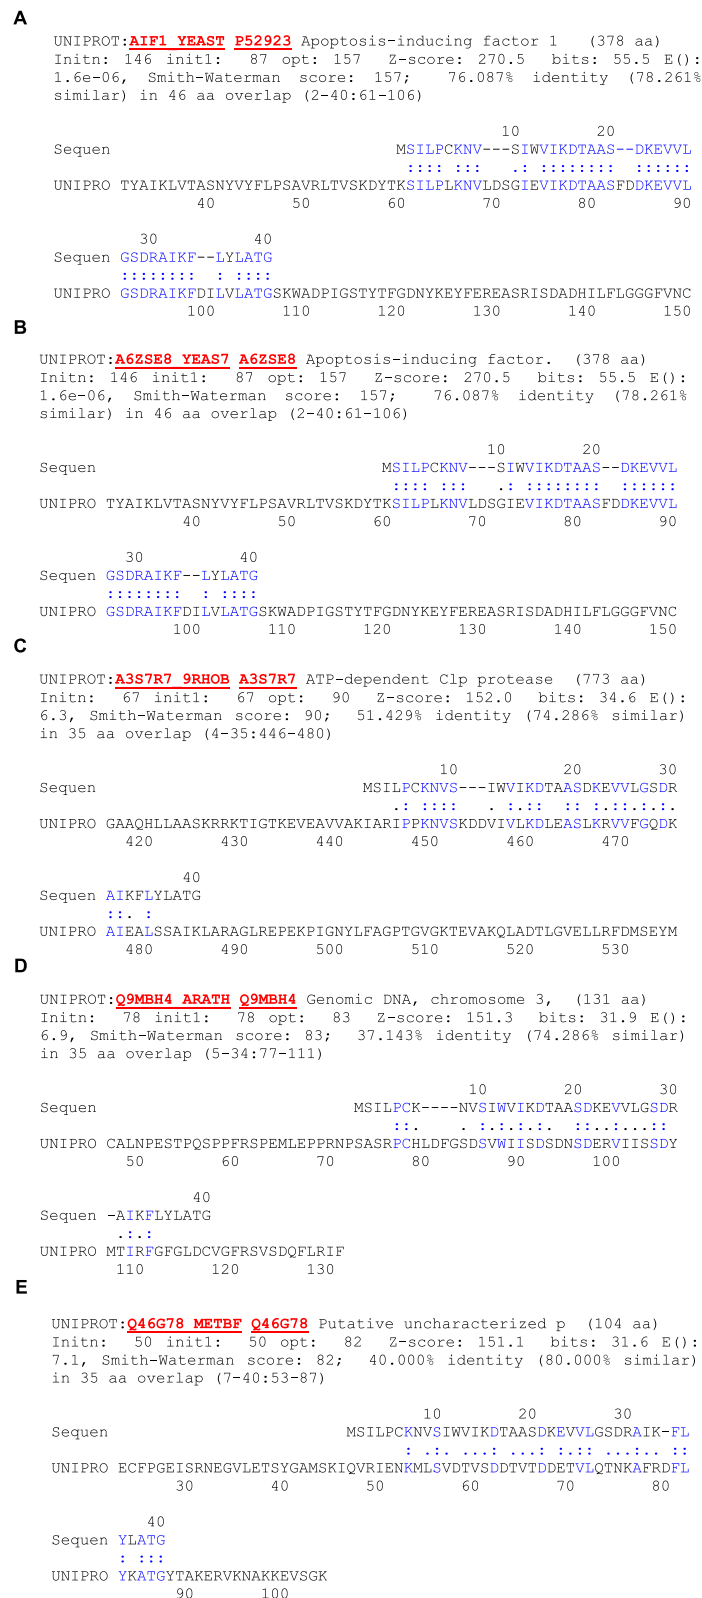 A
UNIPROT:AIF1_YEAST P52923 Apoptosis-inducing factor 1 (378 aa)
Initn: 146 init1: 87 opt: 157 Z-score: 270.5 bits: 55.5 E():
1.6e-06, Smith-Waterman score: 157; 76.087% identity (78.261%
similar) in 46 aa overlap (2-40:61-106)
10 20
Sequen MSILPCKNV---SIWVIKDTAAS--DKEVVL
:::: ::: .: :::::::: ::::::
UNIPRO TYAIKLVTASNYVYFLPSAVRLTVSKDYTKSILPLKNVLDSGIEVIKDTAASFDDKEVVL
40 50 60 70 80 90
30 40
Sequen GSDRAIKF--LYLATG
:::::::: : ::::
UNIPRO GSDRAIKFDILVLATGSKWADPIGSTYTFGDNYKEYFEREASRISDADHILFLGGGFVNC
100 110 120 130 140 150
B
UNIPROT:A6ZSE8_YEAS7 A6ZSE8 Apoptosis-inducing factor. (378 aa)
Initn: 146 init1: 87 opt: 157 Z-score: 270.5 bits: 55.5 E():
1.6e-06, Smith-Waterman score: 157; 76.087% identity (78.261%
similar) in 46 aa overlap (2-40:61-106)
10 20
Sequen MSILPCKNV---SIWVIKDTAAS--DKEVVL
:::: ::: .: :::::::: ::::::
UNIPRO TYAIKLVTASNYVYFLPSAVRLTVSKDYTKSILPLKNVLDSGIEVIKDTAASFDDKEVVL
40 50 60 70 80 90
30 40
Sequen GSDRAIKF--LYLATG
:::::::: : ::::
UNIPRO GSDRAIKFDILVLATGSKWADPIGSTYTFGDNYKEYFEREASRISDADHILFLGGGFVNC
100 110 120 130 140 150
C
UNIPROT:A3S7R7_9RHOB A3S7R7 ATP-dependent Clp protease (773 aa)
Initn: 67 init1: 67 opt: 90 Z-score: 152.0 bits: 34.6 E():
6.3, Smith-Waterman score: 90; 51.429% identity (74.286% similar)
in 35 aa overlap (4-35:446-480)
10 20 30
Sequen MSILPCKNVS---IWVIKDTAASDKEVVLGSDR
.: :::: . :.:: :: :.::.:.:.
UNIPRO GAAQHLLAASKRRKTIGTKEVEAVVAKIARIPPKNVSKDDVIVLKDLEASLKRVVFGQDK
420 430 440 450 460 470
40
Sequen AIKFLYLATG
::. :
UNIPRO AIEALSSAIKLARAGLREPEKPIGNYLFAGPTGVGKTEVAKQLADTLGVELLRFDMSEYM
480 490 500 510 520 530
D
UNIPROT:Q9MBH4_ARATH Q9MBH4 Genomic DNA, chromosome 3, (131 aa)
Initn: 78 init1: 78 opt: 83 Z-score: 151.3 bits: 31.9 E():
6.9, Smith-Waterman score: 83; 37.143% identity (74.286% similar)
in 35 aa overlap (5-34:77-111)
10 20 30
Sequen MSILPCK----NVSIWVIKDTAASDKEVVLGSDR
::. . :.:.:.:. ::..:...::
UNIPRO CALNPESTPQSPPFRSPEMLEPPRNPSASRPCHLDFGSDSVWIISDSDNSDERVIISSDY
50 60 70 80 90 100
40
Sequen -AIKFLYLATG
.:.:
UNIPRO MTIRFGFGLDCVGFRSVSDQFLRIF
110 120 130
E
UNIPROT:Q46G78_METBF Q46G78 Putative uncharacterized p (104 aa)
Initn: 50 init1: 50 opt: 82 Z-score: 151.1 bits: 31.6 E():
7.1, Smith-Waterman score: 82; 40.000% identity (80.000% similar)
in 35 aa overlap (7-40:53-87)
10 20 30
Sequen MSILPCKNVSIWVIKDTAASDKEVVLGSDRAIK-FL
: .:. ...: ...: :.:: ..:.. ::
UNIPRO ECFPGEISRNEGVLETSYGAMSKIQVRIENKMLSVDTVSDDTVTDDETVLQTNKAFRDFL
30 40 50 60 70 80
40
Sequen YLATG
: :::
UNIPRO YKATGYTAKERVKNAKKEVSGK
90 100